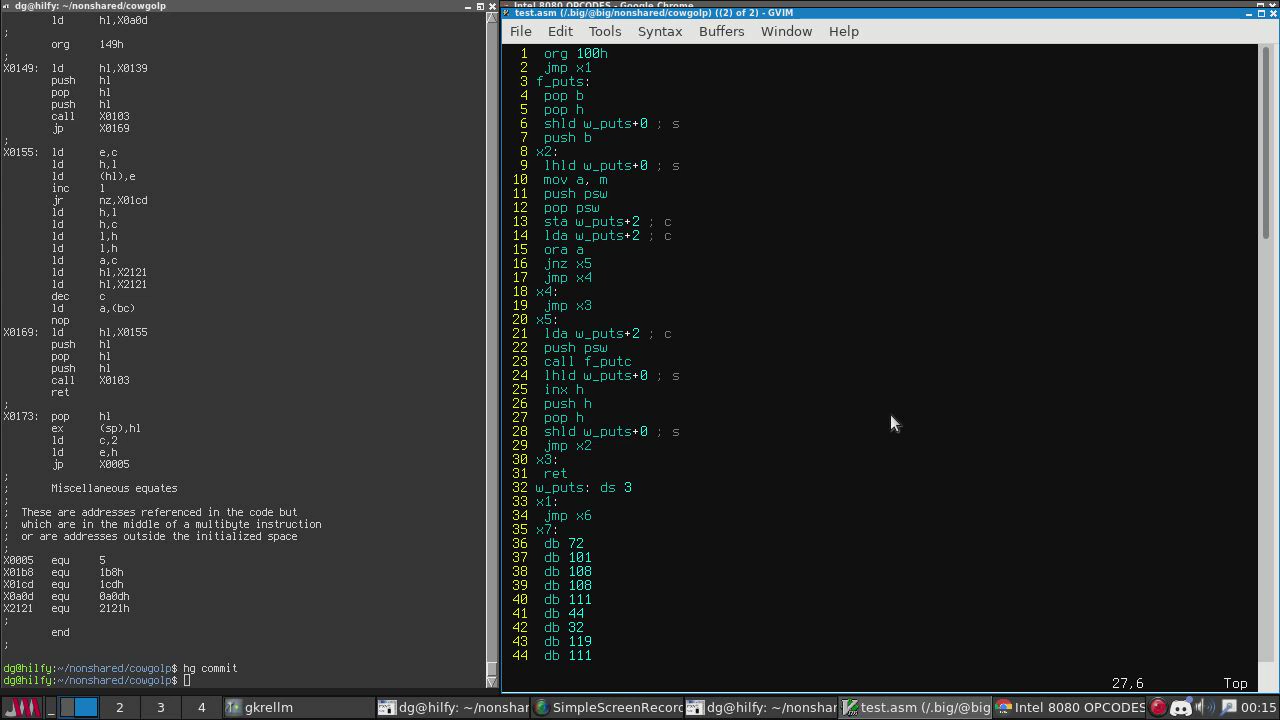 dg@hilfy: ~/nonshared/cowgolp
ld hl,X0a0d
;
org 149h
;
X0149: ld hl,X0139
push hl
pop hl
push hl
call X0103
jp X0169
;
X0155: ld e,c
ld h,l
ld (hl),e
inc l
jr nz,X01cd
ld h,l
ld h,c
ld l,b
ld l,h
ld a,c
ld hl,X2121
ld hl,X2121
dec c
ld a,(bc)
nop
X0169: ld hl,X0155
push hl
pop hl
push hl
call X0103
ret
;
X0173: pop hl
ex (sp),hl
ld c,2
ld e,h
jp X0005
;
; Miscellaneous equates
;
; These are addresses referenced in the code but
; which are in the middle of a multibyte instruction
; or are addresses outside the initialized space
;
X0005 equ 5
X01b8 equ 1b8h
X01cd equ 1cdh
X0a0d equ 0a0dh
X2121 equ 2121h
;
end
;
dg@hilfy:~/nonshared/cowgolp$ hg commit
dg@hilfy:~/nonshared/cowgolp$
Intel 8080 OPCODES - Google Chrome
test.asm (/.big/@big/nonshared/cowgolp) ((2) of 2) - GVIM
File Edit Tools Syntax Buffers Window Help
1 org 100h
2 jmp x1
3 f_puts:
4 pop b
5 pop h
6 shld w_puts+0 ; s
7 push b
8 x2:
9 lhld w_puts+0 ; s
10 mov a, m
11 push psw
12 pop psw
13 sta w_puts+2 ; c
14 lda w_puts+2 ; c
15 ora a
16 jnz x5
17 jmp x4
18 x4:
19 jmp x3
20 x5:
21 lda w_puts+2 ; c
22 push psw
23 call f_putc
24 lhld w_puts+0 ; s
25 inx h
26 push h
27 pop h
28 shld w_puts+0 ; s
29 jmp x2
30 x3:
31 ret
32 w_puts: ds 3
33 x1:
34 jmp x6
35 x7:
36 db 72
37 db 101
38 db 108
39 db 108
40 db 111
41 db 44
42 db 32
43 db 119
44 db 111
27,6 Top
2 3 4 gkrellm dg@hilfy: ~/nonshar SimpleScreenRecord dg@hilfy: ~/nonshar test.asm (/.big/@big Intel 8080 OPCODES 00:15